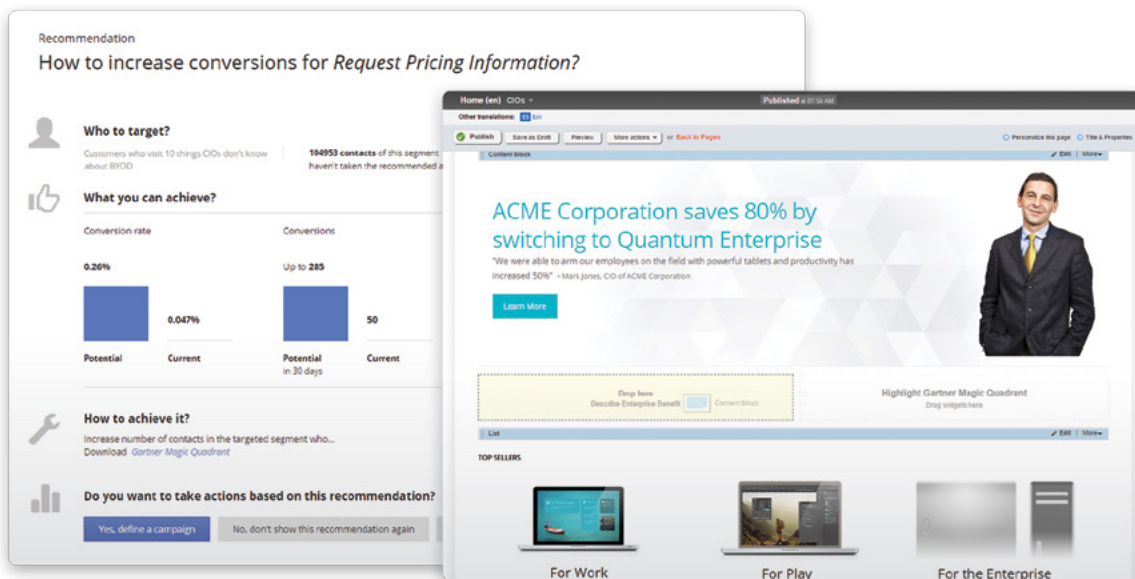 Recommendation
How to increase conversions for Request Pricing Information?
Who to target?
Customers who visit 10 things CIOs don't know
about BYOD
104953 contacts of this segment
haven't taken the recommended a
What you can achieve?
Conversion rate
Conversions
0.26%
Up to 285
0.047%
50
Potential
Current
Potential
in 30 days
Current
How to achieve it?
Increase number of contacts in the targeted segment who...
Download Gartner Magic Quadrant
Do you want to take actions based on this recommendation?
Yes, define a campaign
No, don't show this recommendation again
Home (en) CIOs
Published at 07:56 AM
Other translations: EN
Publish
Save as Draft
Preview
More actions
or Back to Pages
Personalize this page
Title & Properties
Content block
Edit
More
ACME Corporation saves 80% by
switching to Quantum Enterprise
"We were able to arm our employees on the field with powerful tablets and productivity has
increased 50%" - Mark Jones, CIO of ACME Corporation
Learn More
Drop here
Describe Enterprise Benefit
Content block
Highlight Gartner Magic Quadrant
Drag widgets here
List
Edit
More
TOP SELLERS
For Work
For Play
For the Enterprise